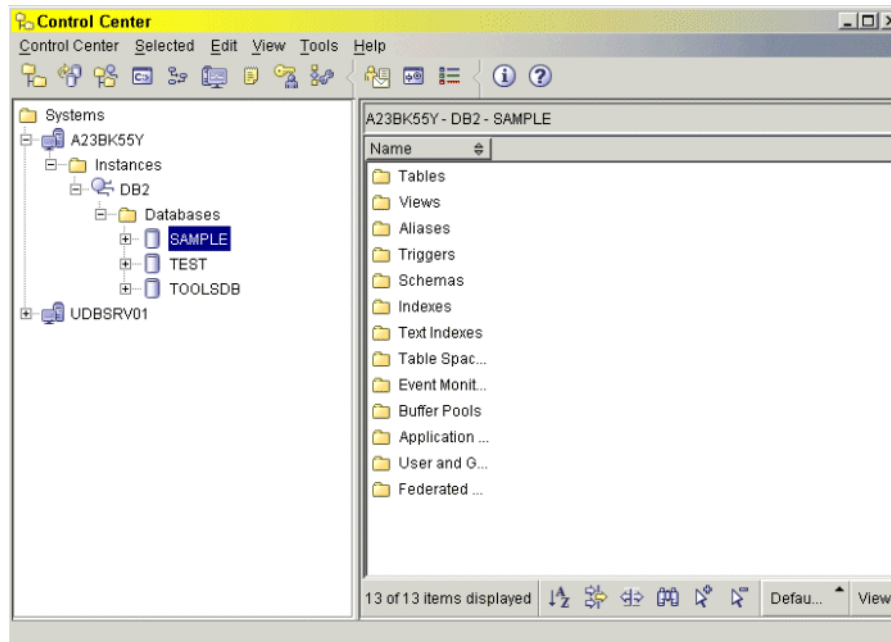 Control Center
Control Center Selected Edit View Tools Help
Systems
A23BK55Y
Instances
DB2
Databases
SAMPLE
TEST
TOOLSDB
UDBSRV01
A23BK55Y - DB2 - SAMPLE
Name
Tables
Views
Aliases
Triggers
Schemas
Indexes
Text Indexes
Table Spac...
Event Monit...
Buffer Pools
Application ...
User and G...
Federated ...
13 of 13 items displayed
Defau...
View